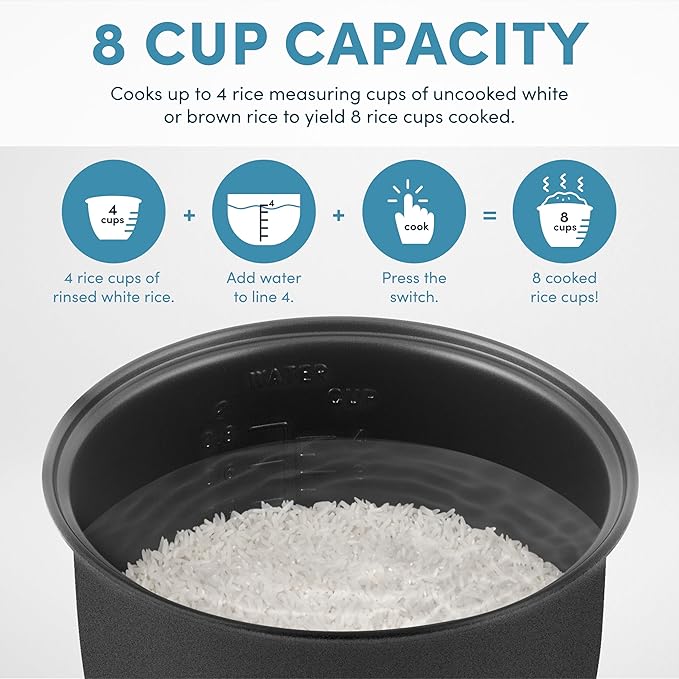 8 CUP CAPACITY
Cooks up to 4 rice measuring cups of uncooked white
or brown rice to yield 8 rice cups cooked.
4
cups
+
4
+
cook
=
8
cups
4 rice cups of
rinsed white rice.
Add water
to line 4.
Press the
switch.
8 cooked
rice cups!
WATER
CUP
4